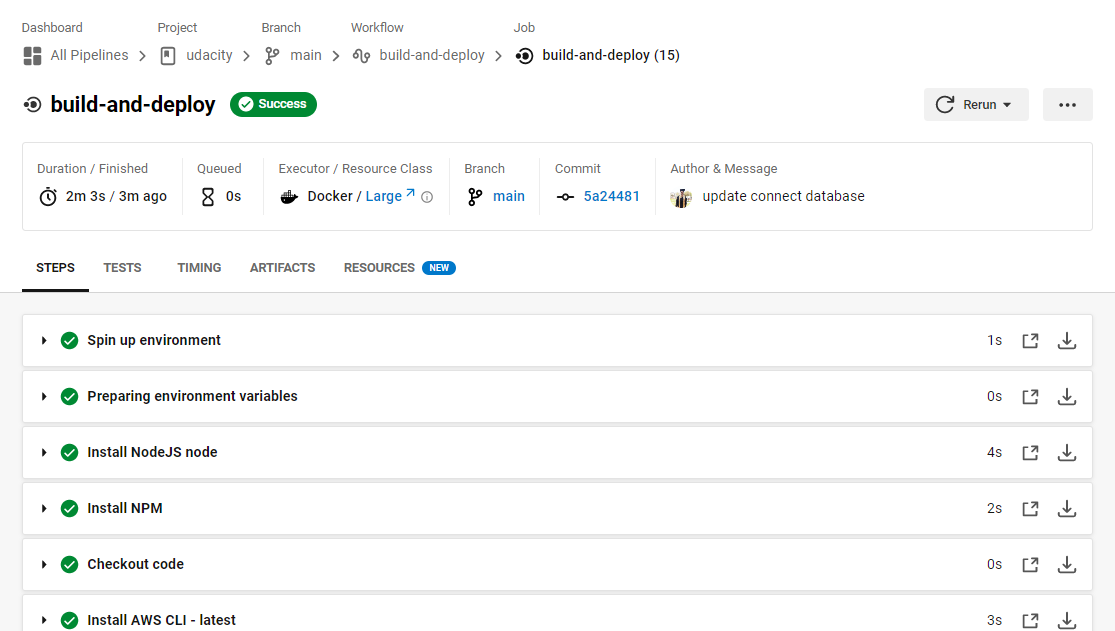 Dashboard Project Branch Workflow Job
All Pipelines udacity main build-and-deploy build-and-deploy (15)
build-and-deploy Success Rerun
Duration / Finished Queued Executor / Resource Class Branch Commit Author & Message
2m 3s / 3m ago 0s Docker / Large main 5a24481 update connect database
STEPS TESTS TIMING ARTIFACTS RESOURCES NEW
Spin up environment 1s
Preparing environment variables 0s
Install NodeJS node 4s
Install NPM 2s
Checkout code 0s
Install AWS CLI - latest 3s